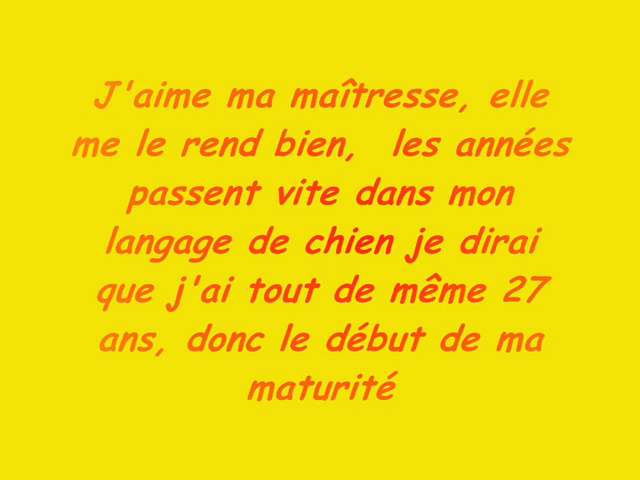 J'aime ma maîtresse, elle
me le rend bien,  les années
passent vite dans mon
langage de chien je dirai
que j'ai tout de même 27
ans, donc le début de ma
maturité